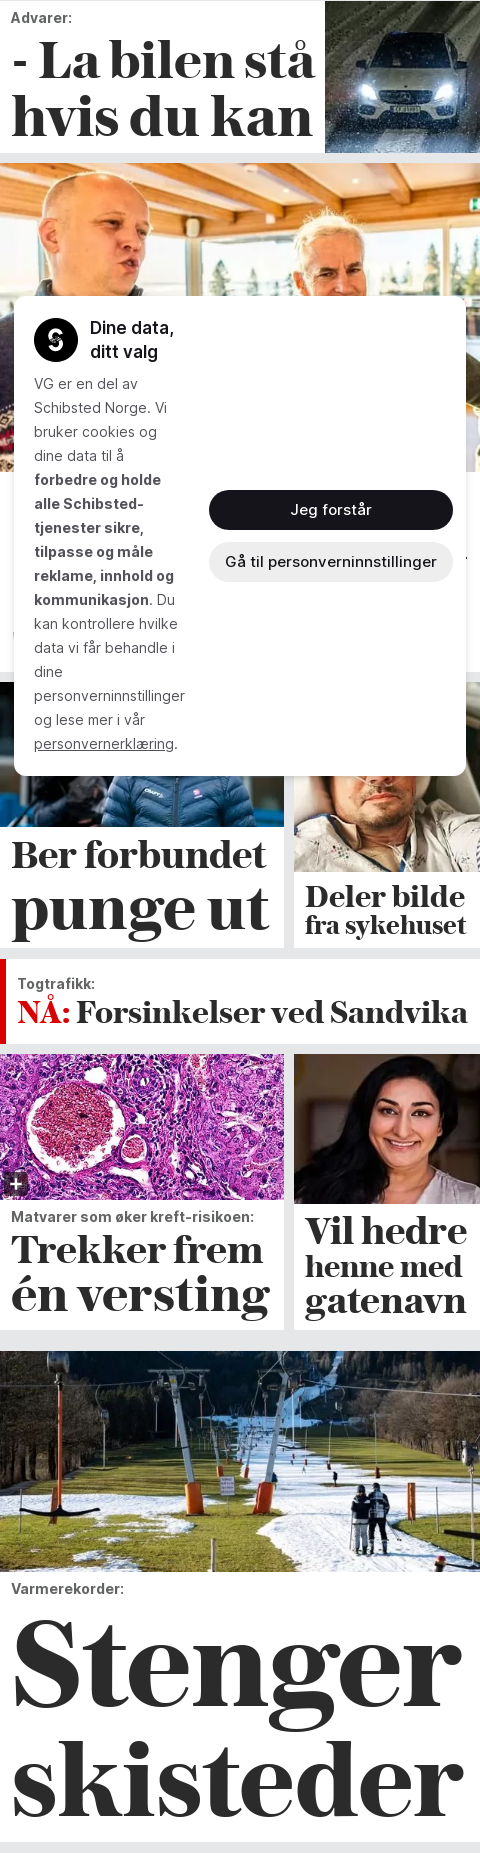 Advarer:
- La bilen stå
hvis du kan
Dine data,
ditt valg
VG er en del av
Schibsted Norge. Vi
bruker cookies og
dine data til å
forbedre og holde
alle Schibsted-
tjenester sikre,
tilpasse og måle
reklame, innhold og
kommunikasjon. Du
kan kontrollere hvilke
data vi får behandle i
dine
personverninnstillinger
og lese mer i vår
personvernerklæring.
Jeg forstår
Gå til personverninnstillinger
Ber forbundet
punge ut
Deler bilde
fra sykehuset
Togtrafikk:
NÅ: Forsinkelser ved Sandvika
Matvarer som øker kreft-risikoen:
Trekker frem
én versting
Vil hedre
henne med
gatenavn
Varmerekorder:
Stenger
skisteder